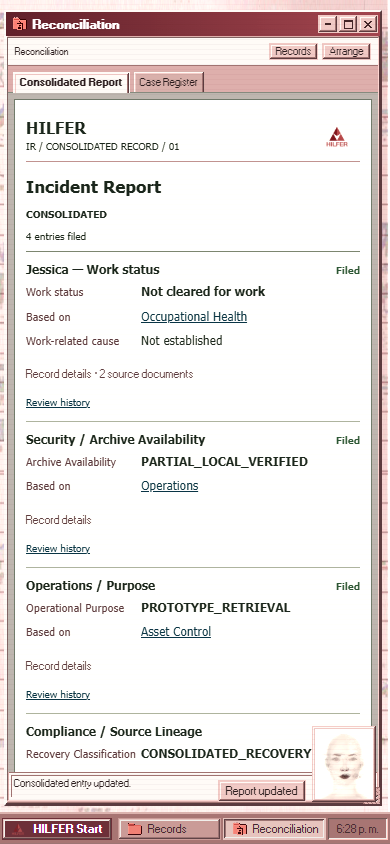 Reconciliation
Reconciliation
Records
Arrange
Consolidated Report
Case Register
HILFER
IR / CONSOLIDATED RECORD / 01
HILFER
Incident Report
CONSOLIDATED
4 entries filed
Jessica — Work status
Filed
Work status
Not cleared for work
Based on
Occupational Health
Work-related cause
Not established
Record details · 2 source documents
Review history
Security / Archive Availability
Filed
Archive Availability
PARTIAL_LOCAL_VERIFIED
Based on
Operations
Record details
Review history
Operations / Purpose
Filed
Operational Purpose
PROTOTYPE_RETRIEVAL
Based on
Asset Control
Record details
Review history
Compliance / Source Lineage
Recovery Classification
CONSOLIDATED_RECOVERY
Consolidated entry updated.
Report updated
HILFER Start
Records
Reconciliation
6:28 p. m.